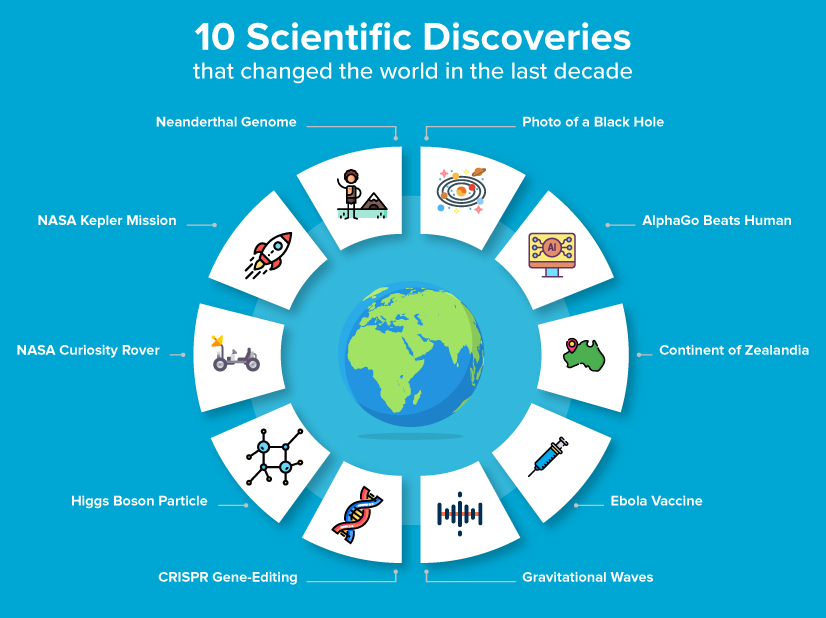 10 Scientific Discoveries
that changed the world in the last decade
Neanderthal Genome
Photo of a Black Hole
NASA Kepler Mission
AlphaGo Beats Human
AI
NASA Curiosity Rover
Continent of Zealandia
Higgs Boson Particle
Ebola Vaccine
CRISPR Gene-Editing
Gravitational Waves